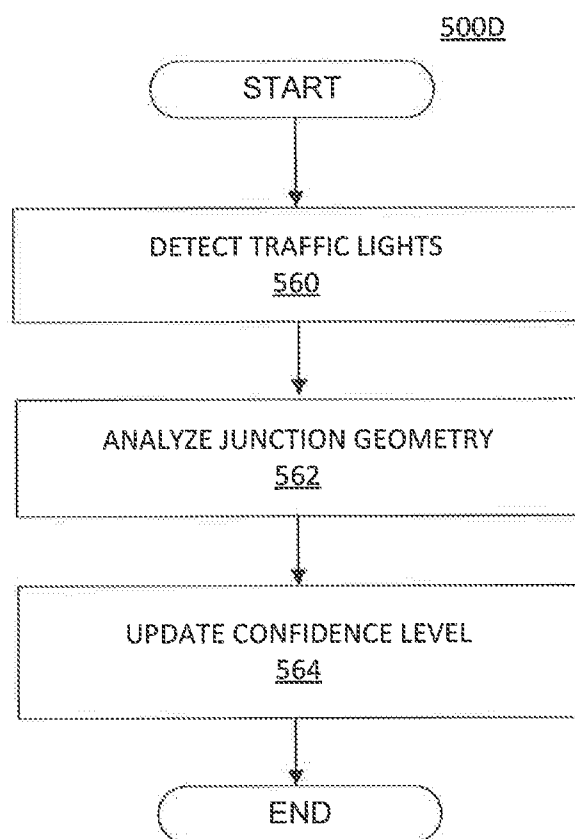 500D
START
DETECT TRAFFIC LIGHTS
560
ANALYZE JUNCTION GEOMETRY
562
UPDATE CONFIDENCE LEVEL
564
END